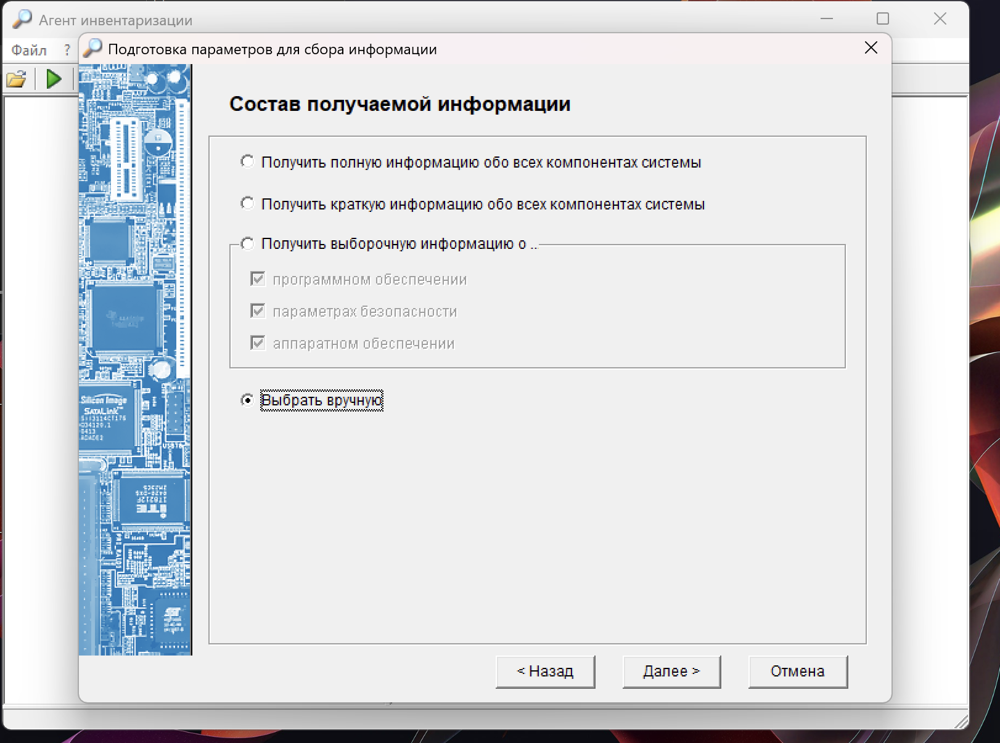 Агент инвентаризации
Файл ?
Подготовка параметров для сбора информации
Состав получаемой информации
Получить полную информацию обо всех компонентах системы
Получить краткую информацию обо всех компонентах системы
Получить выборочную информацию о ..
программном обеспечении
параметрах безопасности
аппаратном обеспечении
Выбрать вручную
Silicon Image
SATALink™
< Назад
Далее >
Отмена